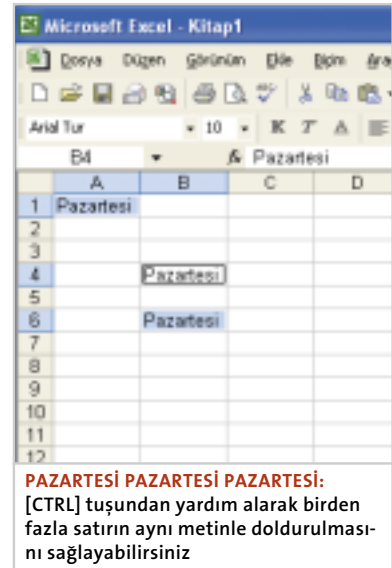 Microsoft Excel - Kitap1
Dosya Düzen Görünüm Ekle Biçim Ara
Arial Tur 10 K T A
B4 fx Pazartesi
A B C D
1 Pazartesi
2
3
4 Pazartesi
5
6 Pazartesi
7
8
9
10
11
12
PAZARTESİ PAZARTESİ PAZARTESİ:
[CTRL] tuşundan yardım alarak birden
fazla satırın aynı metinle doldurulması-
nı sağlayabilirsiniz